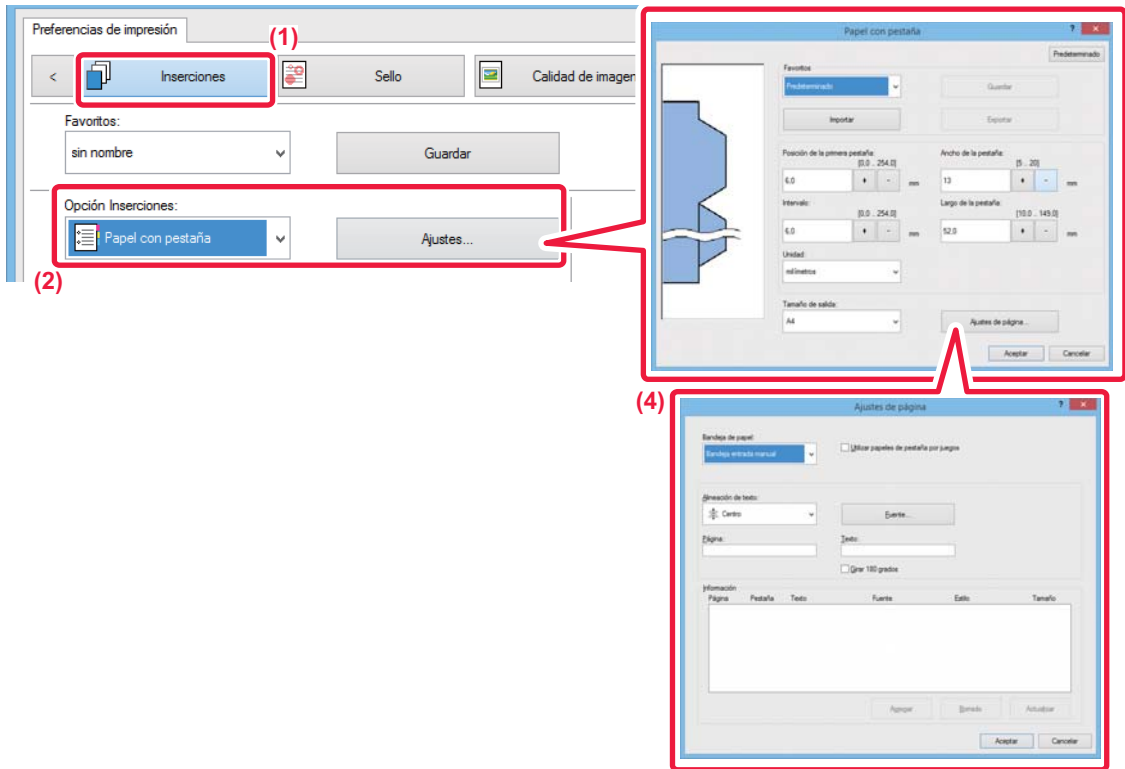 Preferencias de impresión
(1)
<
Inserciones
Sello
Calidad de imagen
Favoritos:
sin nombre
Guardar
Opción Inserciones:
Papel con pestaña
Ajustes...
(2)
Papel con pestaña
?
Predeterminado
Favoritos
Predeterminado
Guardar
Importar
Exportar
Posición de la primera pestaña:
[0,0 .. 254,0]
6,0
+
-
mm
Ancho de la pestaña:
[5 .. 20]
13
+
-
mm
Intervalo:
[0,0 .. 254,0]
6,0
+
-
mm
Largo de la pestaña:
[10,0 .. 149,0]
52,0
+
-
mm
Unidad:
milímetros
Tamaño de salida:
A4
Ajustes de página...
Aceptar
Cancelar
(4)
Ajustes de página
?
Bandeja de papel:
Bandeja entrada manual
Utilizar papeles de pestaña por juegos
Alineación de texto:
Centro
Fuente...
Página:
Texto:
Girar 180 grados
Información
Página Pestaña Texto Fuente Estilo Tamaño
Agregar
Borrado
Actualizar
Aceptar
Cancelar